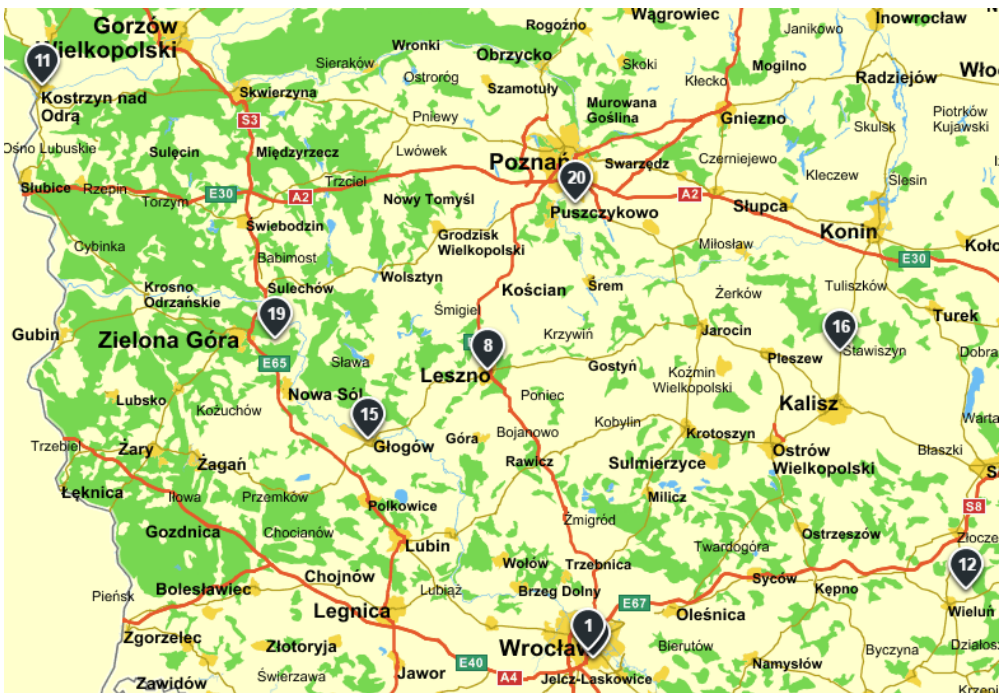 Gorzów
Wielkopolski
Rogoźno
Wągrowiec
Janikowo
Inowrocław
Wronki
Obrzycko
Sieraków
Ostroróg
Skoki
Mogilno
Kłecko
Radziejów
Włoc
11
Kostrzyn nad
Odrą
Skwierzyna
Szamotuły
Murowana
Goślina
Pniewy
S3
Gniezno
Skulsk
Piotrków
Kujawski
Ośno Lubuskie
Sulęcin
Międzyrzecz
Lwówek
Poznań
Swarzędz
Czerniejewo
Kleczew
Ślesin
Słubice
Rzepin
Torzym
E30
A2
Trzciel
Nowy Tomyśl
20
Puszczykowo
A2
Słupca
Konin
Świebodzin
Grodzisk
Wielkopolski
Miłosław
Koło
Cybinka
Babimost
Wolsztyn
E30
Krosno
Odrzańskie
Sulechów
Kościan
Śrem
Żerków
Tuliszków
Gubin
Zielona Góra
19
Śmigiel
Krzywiń
Jarocin
16
Stawiszyn
Turek
E65
Sława
8
Leszno
Gostyń
Koźmin
Wielkopolski
Pleszew
Dobra
Lubsko
Kożuchów
Nowa Sól
15
Poniec
Kalisz
Warta
Trzebiel
Żary
Żagań
Głogów
Góra
Bojanowo
Kobylin
Krotoszyn
Ostrów
Wielkopolski
Błaszki
Rawicz
Sulmierzyce
Łęknica
Iłowa
Przemków
Polkowice
Milicz
S8
Gozdnica
Chocianów
Żmigród
Twardogóra
Ostrzeszów
Złocze
Lubin
Wołów
Trzebnica
12
Pieńsk
Bolesławiec
Chojnów
Lubiąż
Brzeg Dolny
Syców
Kępno
Wieluń
Legnica
E67
Oleśnica
Zgorzelec
Złotoryja
1
Wrocław
Bierutów
Byczyna
Działosz
E40
A4
Świerzawa
Jawor
Jelcz-Laskowice
Namysłów
Zawidów